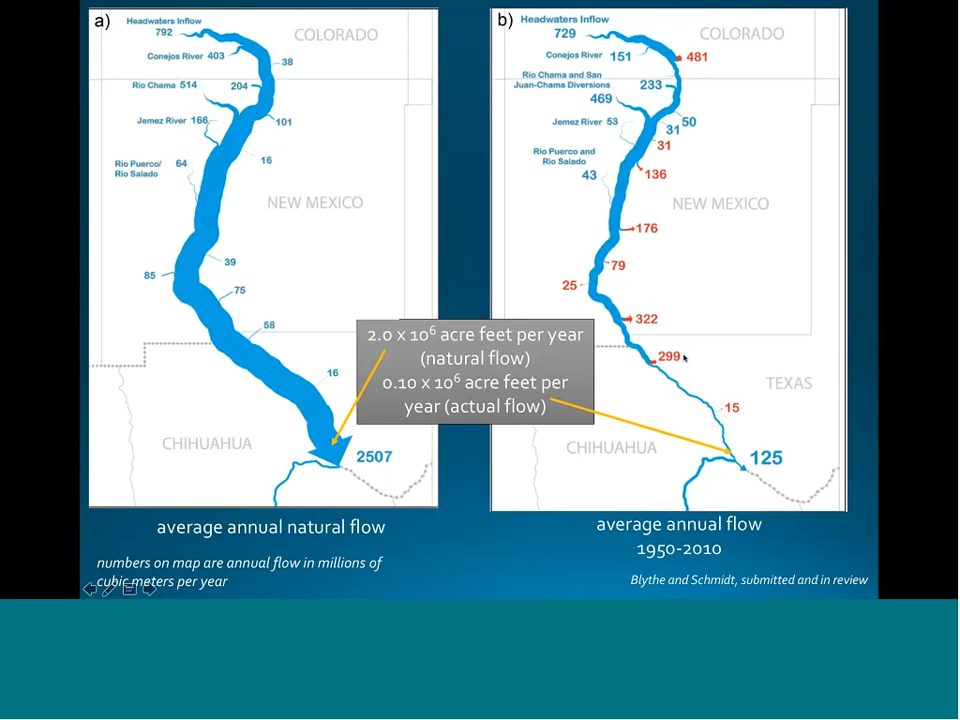 a)
Headwaters Inflow
792
COLORADO
Conejos River 403
38
Rio Chama 514
204
Jemez River 166
101
16
Rio Puerco/
Rio Salado
64
NEW MEXICO
39
85
75
58
16
CHIHUAHUA
2507
average annual natural flow
numbers on map are annual flow in millions of
cubic meters per year
2.0 x 10⁶ acre feet per year
(natural flow)
0.10 x 10⁶ acre feet per
year (actual flow)
b)
Headwaters Inflow
729
COLORADO
Conejos River 151
481
Rio Chama and San
Juan-Chama Diversions
233
469
Jemez River 53
50
31
31
Rio Puerco and
Rio Salado
43
136
NEW MEXICO
176
79
25
322
299
TEXAS
15
CHIHUAHUA
125
average annual flow
1950-2010
Blythe and Schmidt, submitted and in review